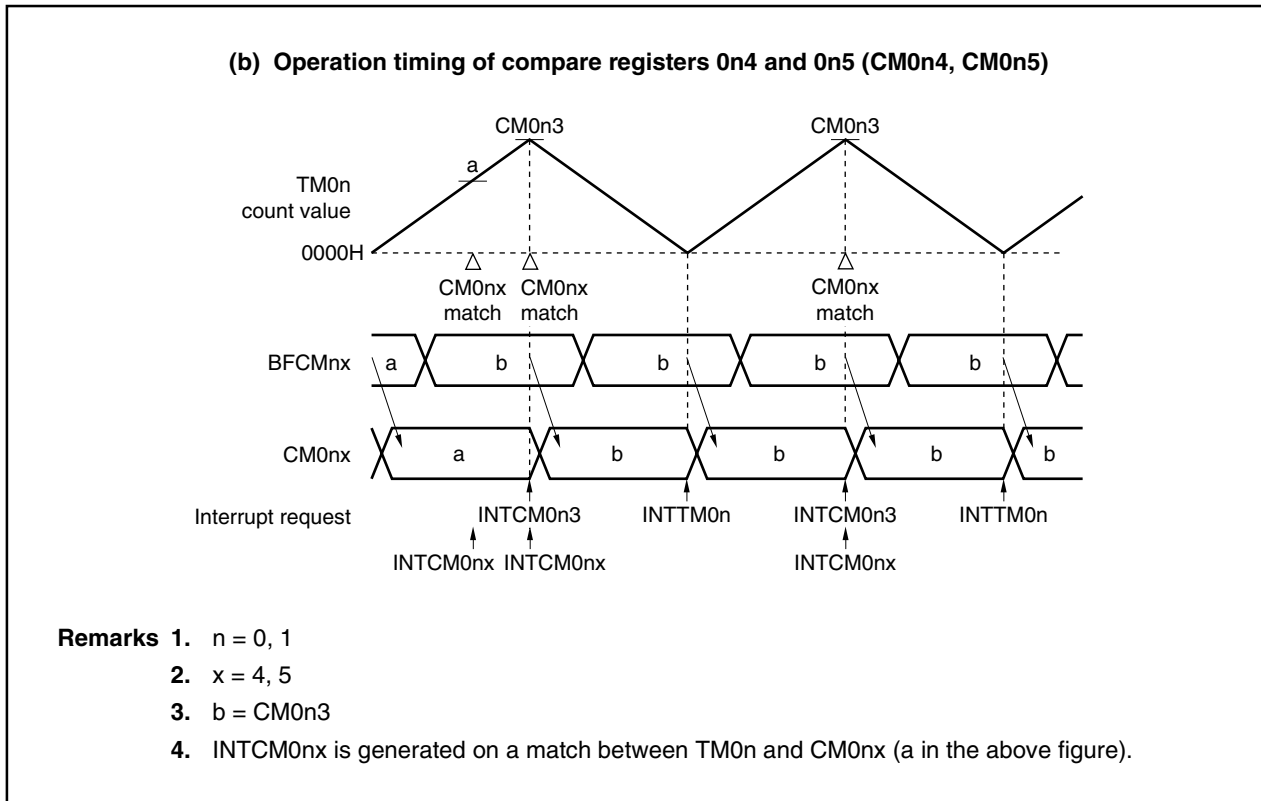 (b) Operation timing of compare registers 0n4 and 0n5 (CM0n4, CM0n5)
CM0n3 CM0n3
a
TM0n
count value
0000H
CM0nx CM0nx CM0nx
match match match
BFCMnx a b b b b
CM0nx a b b b b
Interrupt request INTCM0n3 INTTM0n INTCM0n3 INTTM0n
INTCM0nx INTCM0nx INTCM0nx
Remarks 1. n = 0, 1
2. x = 4, 5
3. b = CM0n3
4. INTCM0nx is generated on a match between TM0n and CM0nx (a in the above figure).